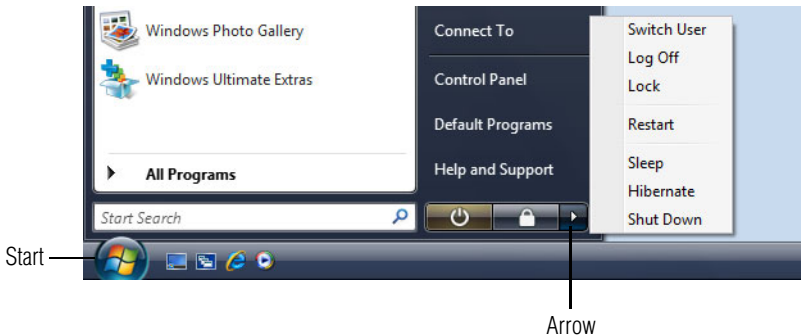 Windows Photo Gallery
Windows Ultimate Extras
All Programs
Start Search
Connect To
Control Panel
Default Programs
Help and Support
Switch User
Log Off
Lock
Restart
Sleep
Hibernate
Shut Down
Start
Arrow